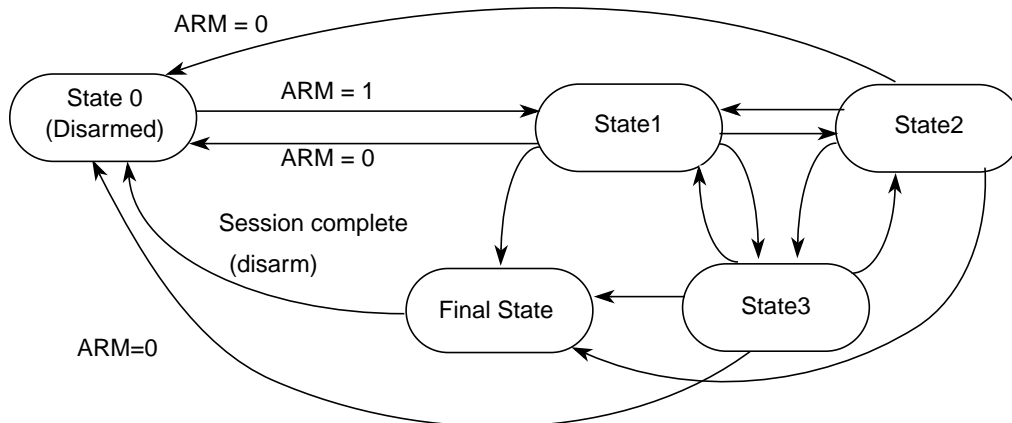 ARM = 0
State 0
(Disarmed)
ARM = 1
State1
State2
ARM = 0
Session complete
(disarm)
Final State
State3
ARM=0